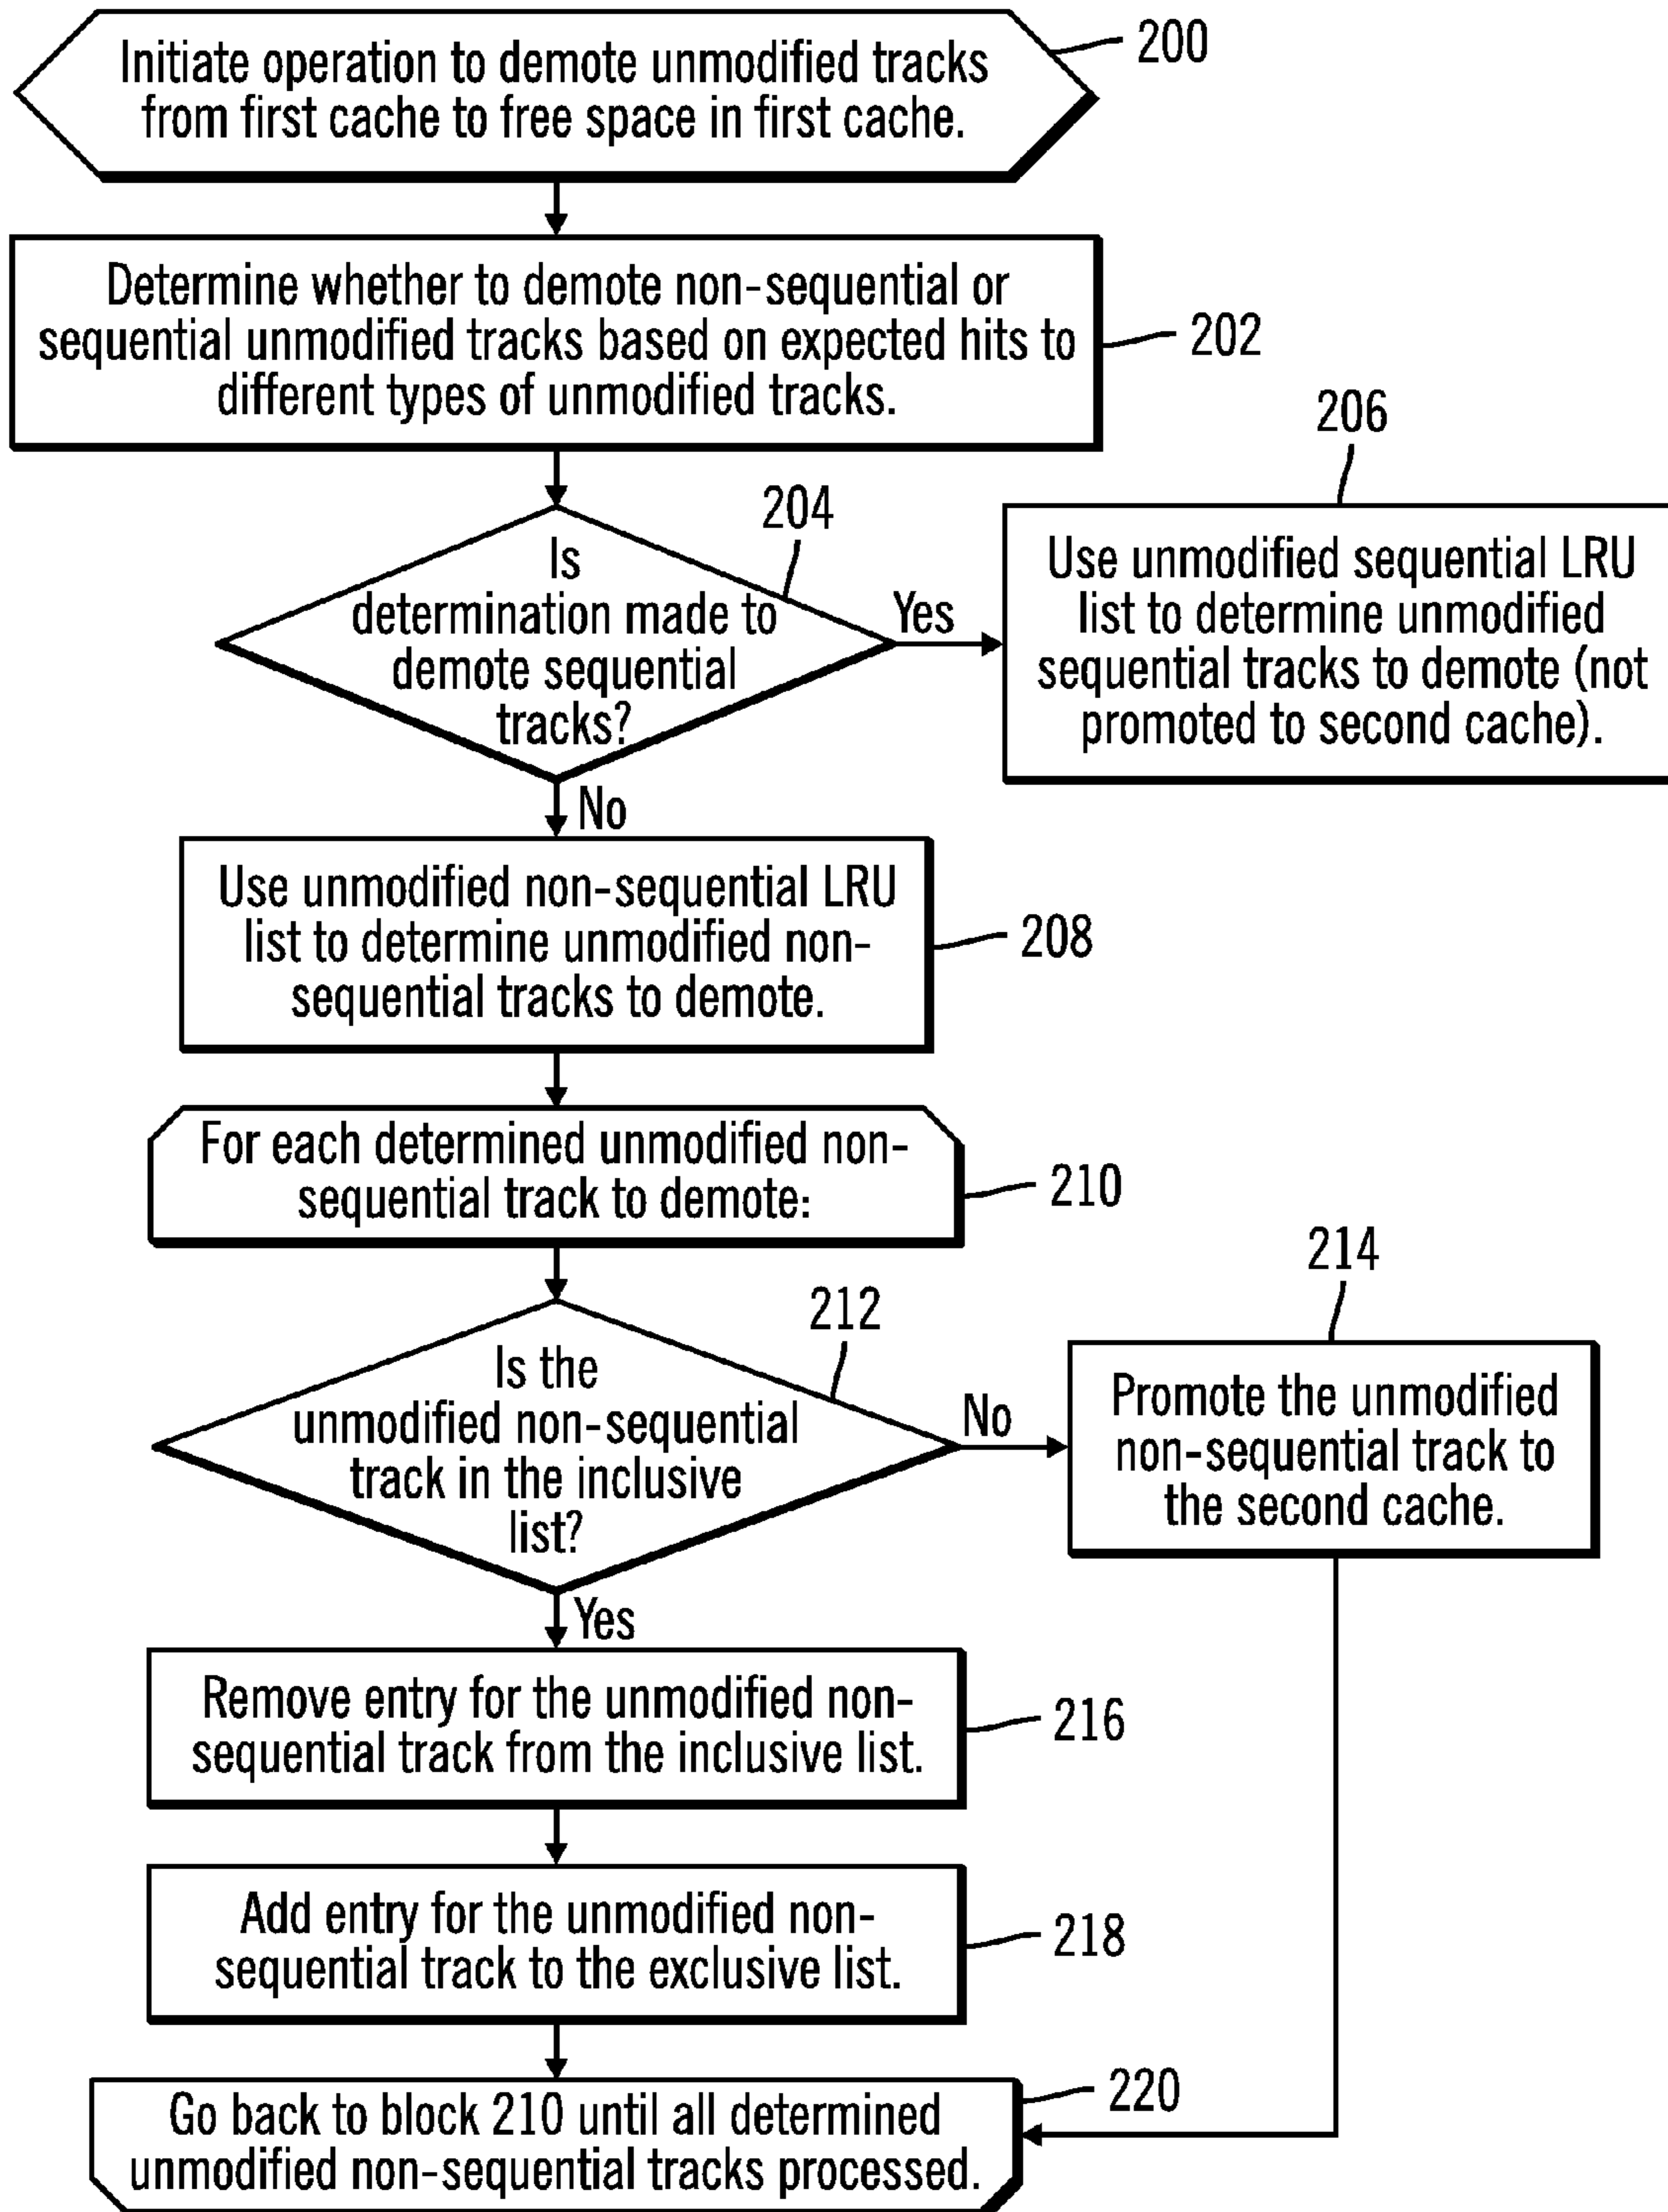 Initiate operation to demote unmodified tracks
from first cache to free space in first cache.
200
Determine whether to demote non-sequential or
sequential unmodified tracks based on expected hits to
different types of unmodified tracks.
202
204
Is
determination made to
demote sequential
tracks?
Yes
206
Use unmodified sequential LRU
list to determine unmodified
sequential tracks to demote (not
promoted to second cache).
No
Use unmodified non-sequential LRU
list to determine unmodified non-
sequential tracks to demote.
208
For each determined unmodified non-
sequential track to demote:
210
212
Is the
unmodified non-sequential
track in the inclusive
list?
No
214
Promote the unmodified
non-sequential track to
the second cache.
Yes
Remove entry for the unmodified non-
sequential track from the inclusive list.
216
Add entry for the unmodified non-
sequential track to the exclusive list.
218
Go back to block 210 until all determined
unmodified non-sequential tracks processed.
220